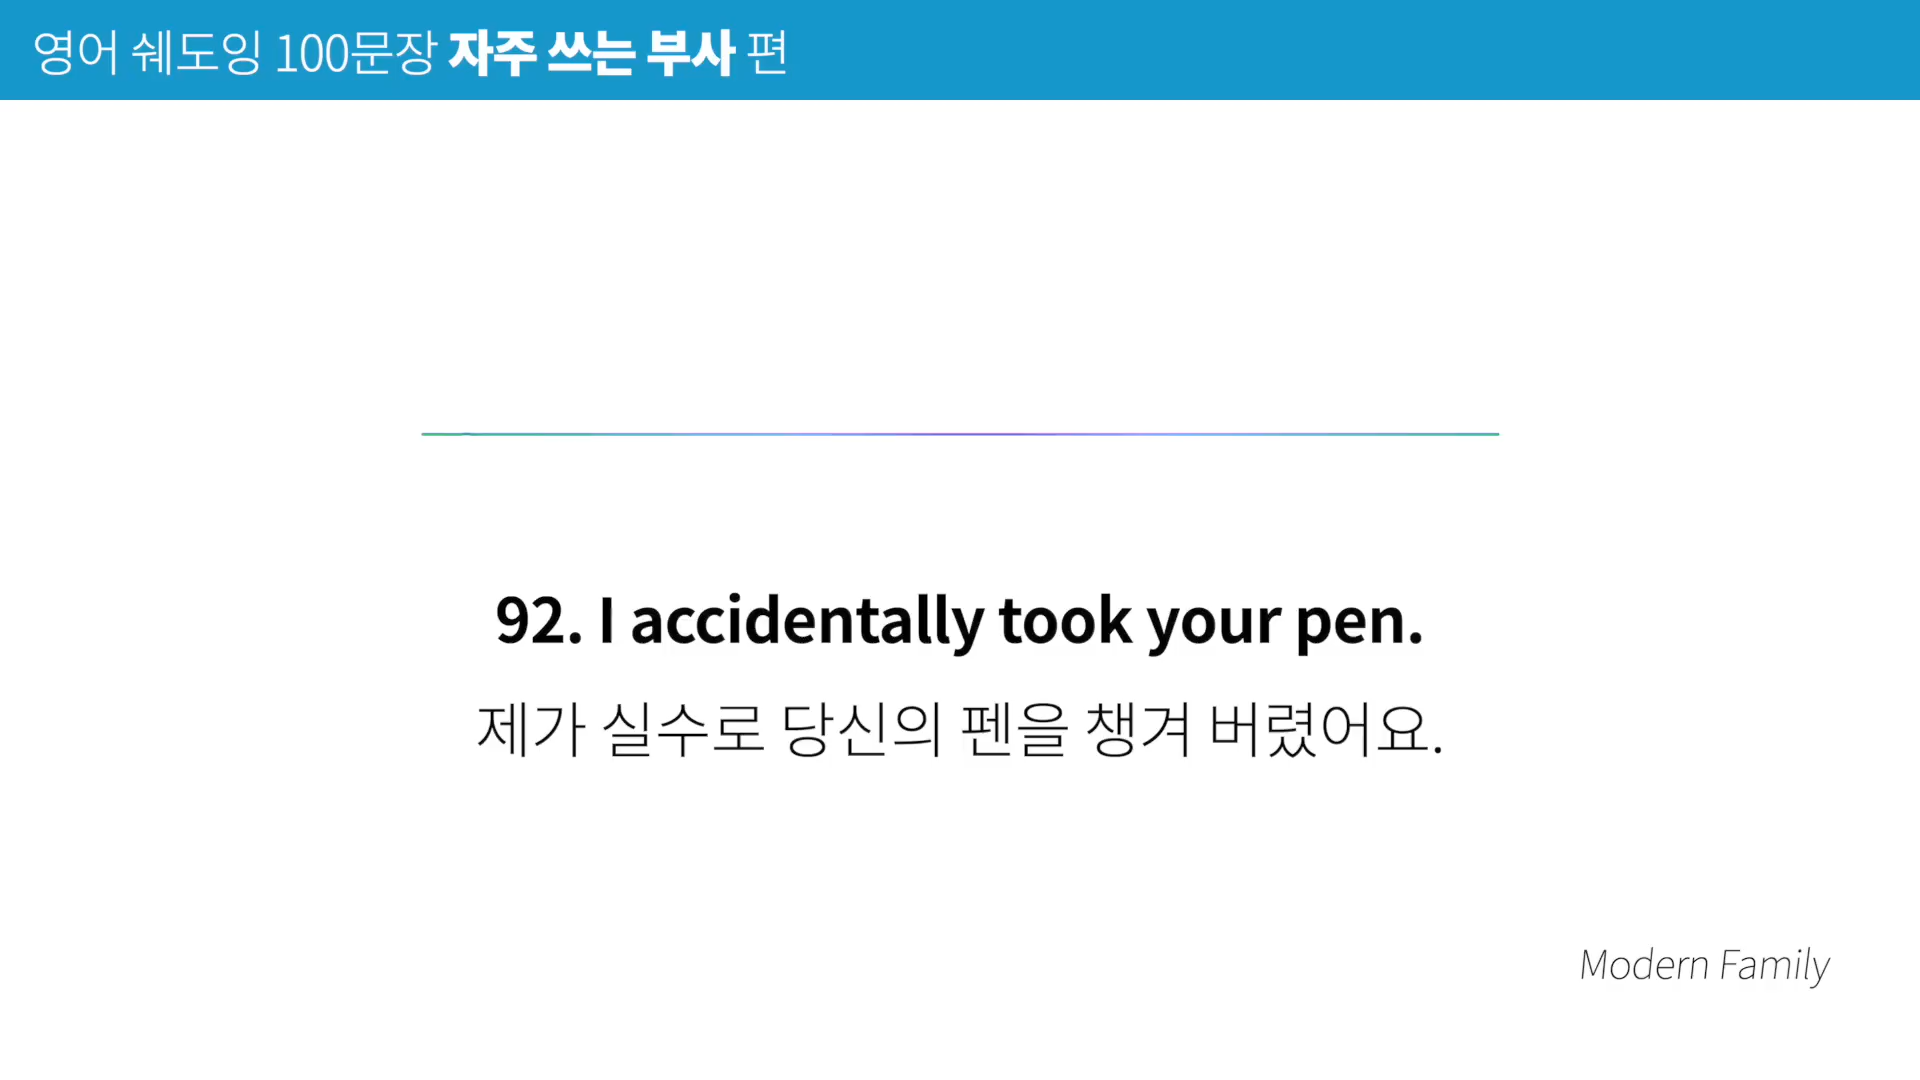 영어 쉐도잉 100문장 자주 쓰는 부사 편
92. I accidentally took your pen.
제가 실수로 당신의 펜을 챙겨 버렸어요.
Modern Family